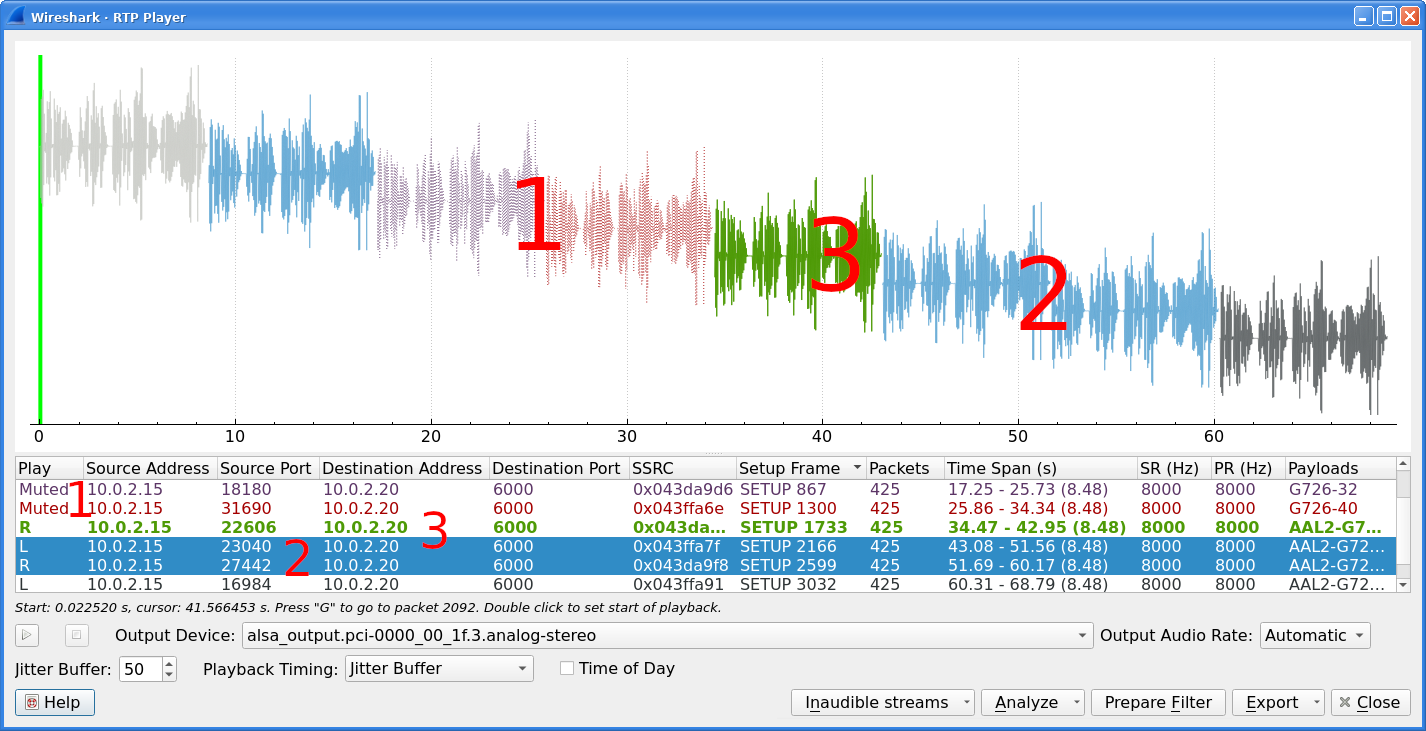 Wireshark · RTP Player
1
3
2
0 10 20 30 40 50 60
Play Source Address Source Port Destination Address Destination Port SSRC Setup Frame Packets Time Span (s) SR (Hz) PR (Hz) Payloads
Muted 10.0.2.15 18180 10.0.2.20 6000 0x043da9d6 SETUP 867 425 17.25 - 25.73 (8.48) 8000 8000 G726-32
1
Muted 10.0.2.15 31690 10.0.2.20 6000 0x043ffa6e SETUP 1300 425 25.86 - 34.34 (8.48) 8000 8000 G726-40
R 10.0.2.15 22606 10.0.2.20 6000 0x043da... SETUP 1733 425 34.47 - 42.95 (8.48) 8000 8000 AAL2-G7...
3
L 10.0.2.15 23040 10.0.2.20 6000 0x043ffa7f SETUP 2166 425 43.08 - 51.56 (8.48) 8000 8000 AAL2-G72...
2
R 10.0.2.15 27442 10.0.2.20 6000 0x043da9f8 SETUP 2599 425 51.69 - 60.17 (8.48) 8000 8000 AAL2-G72...
L 10.0.2.15 16984 10.0.2.20 6000 0x043ffa91 SETUP 3032 425 60.31 - 68.79 (8.48) 8000 8000 AAL2-G72...
Start: 0.022520 s, cursor: 41.566453 s. Press "G" to go to packet 2092. Double click to set start of playback.
Output Device: alsa_output.pci-0000_00_1f.3.analog-stereo Output Audio Rate: Automatic
Jitter Buffer: 50 Playback Timing: Jitter Buffer Time of Day
Help Inaudible streams Analyze Prepare Filter Export Close